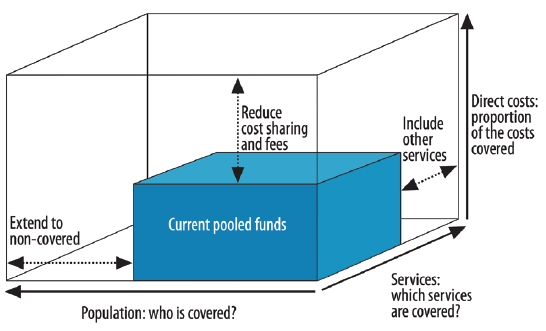 Reduce
cost sharing
and fees
Include
other
services
Direct costs:
proportion
of the costs
covered
Extend to
non-covered
Current pooled funds
Services:
which services
are covered?
Population: who is covered?